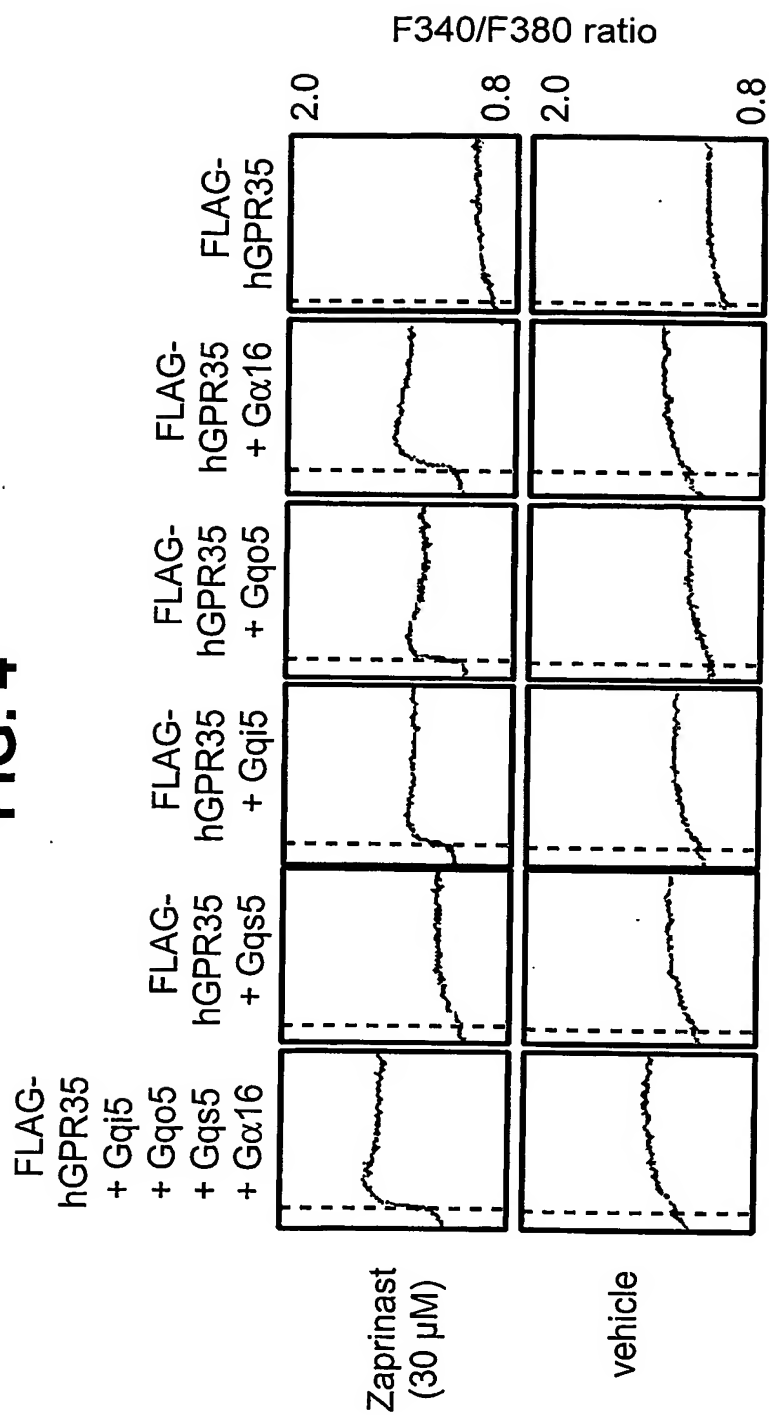 FIG. 4
FLAG-
hGPR35
+ Gqi5
+ Gqo5
+ Gqs5
+ Gα16
FLAG-
hGPR35
+ Gqs5
FLAG-
hGPR35
+ Gqi5
FLAG-
hGPR35
+ Gqo5
FLAG-
hGPR35
+ Gα16
FLAG-
hGPR35
Zaprinast
(30 μM)
2.0
0.8
vehicle
2.0
0.8
F340/F380 ratio